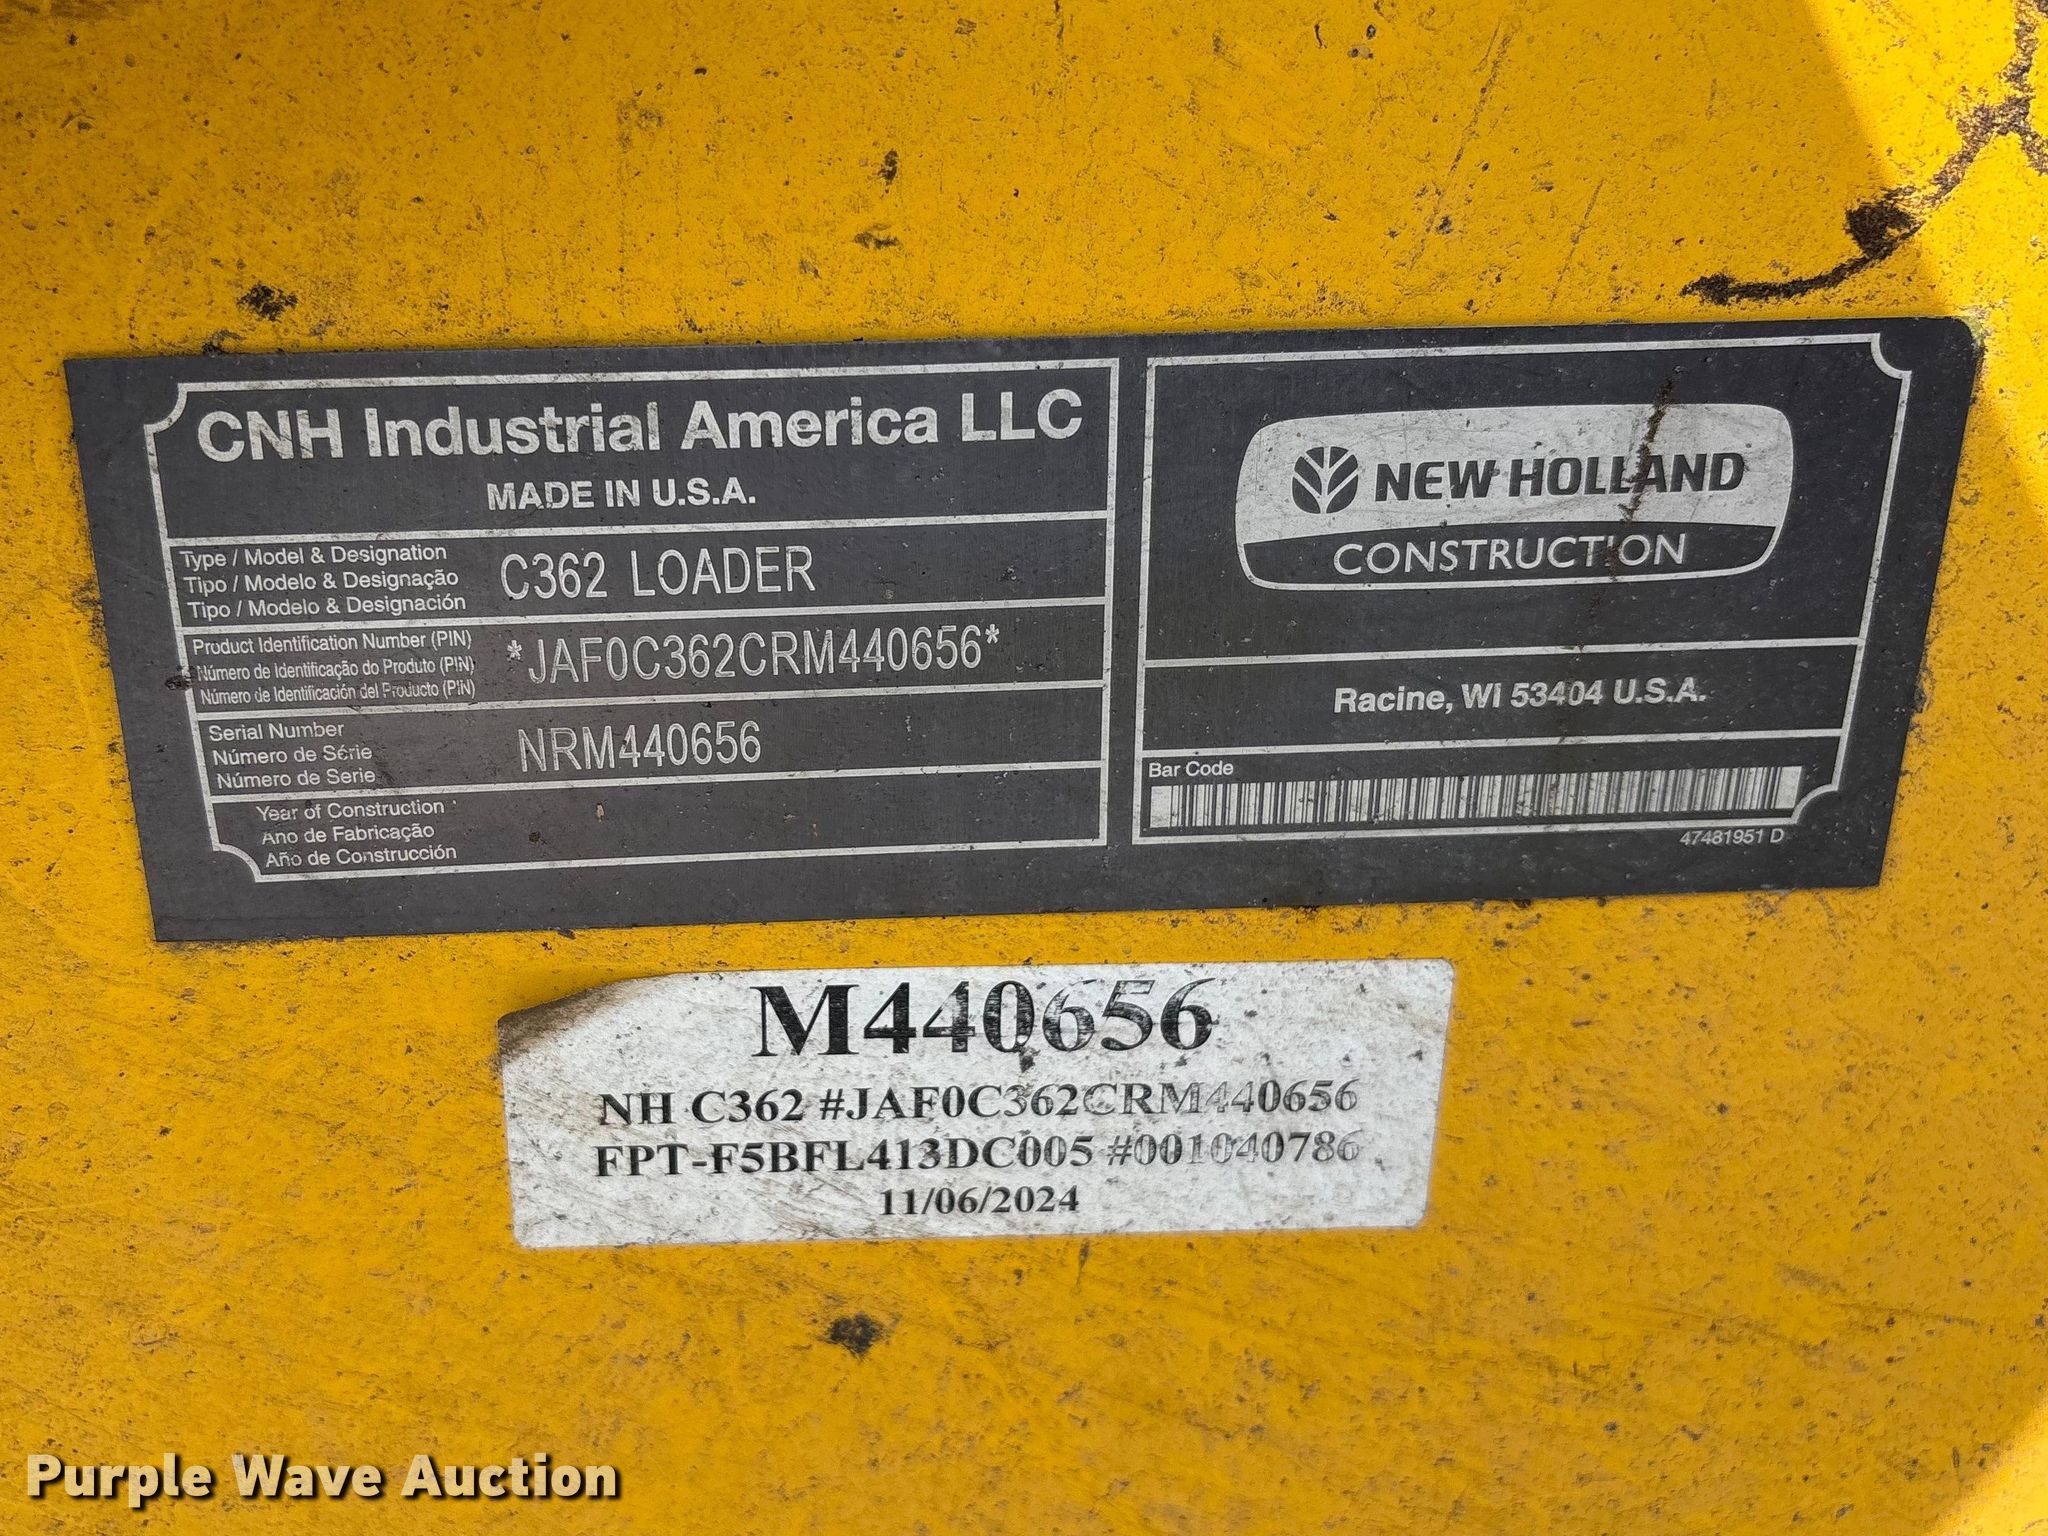 CNH Industrial America LLC
MADE IN U.S.A.
Type / Model & Designation
Tipo / Modelo & Designação
Tipo / Modelo & Designación
C362 LOADER
Product Identification Number (PIN)
Número de Identificação do Produto (PIN)
Número de Identificación del Producto (PIN)
*JAF0C362CRM440656*
Serial Number
Número de Série
Número de Serie
NRM440656
Year of Construction
Ano de Fabricação
Año de Construcción
NEW HOLLAND
CONSTRUCTION
Racine, WI 53404 U.S.A.
Bar Code
47481951 D
M440656
NH C362 #JAF0C362CRM440656
FPT-F5BFL413DC005 #001040786
11/06/2024
Purple Wave Auction